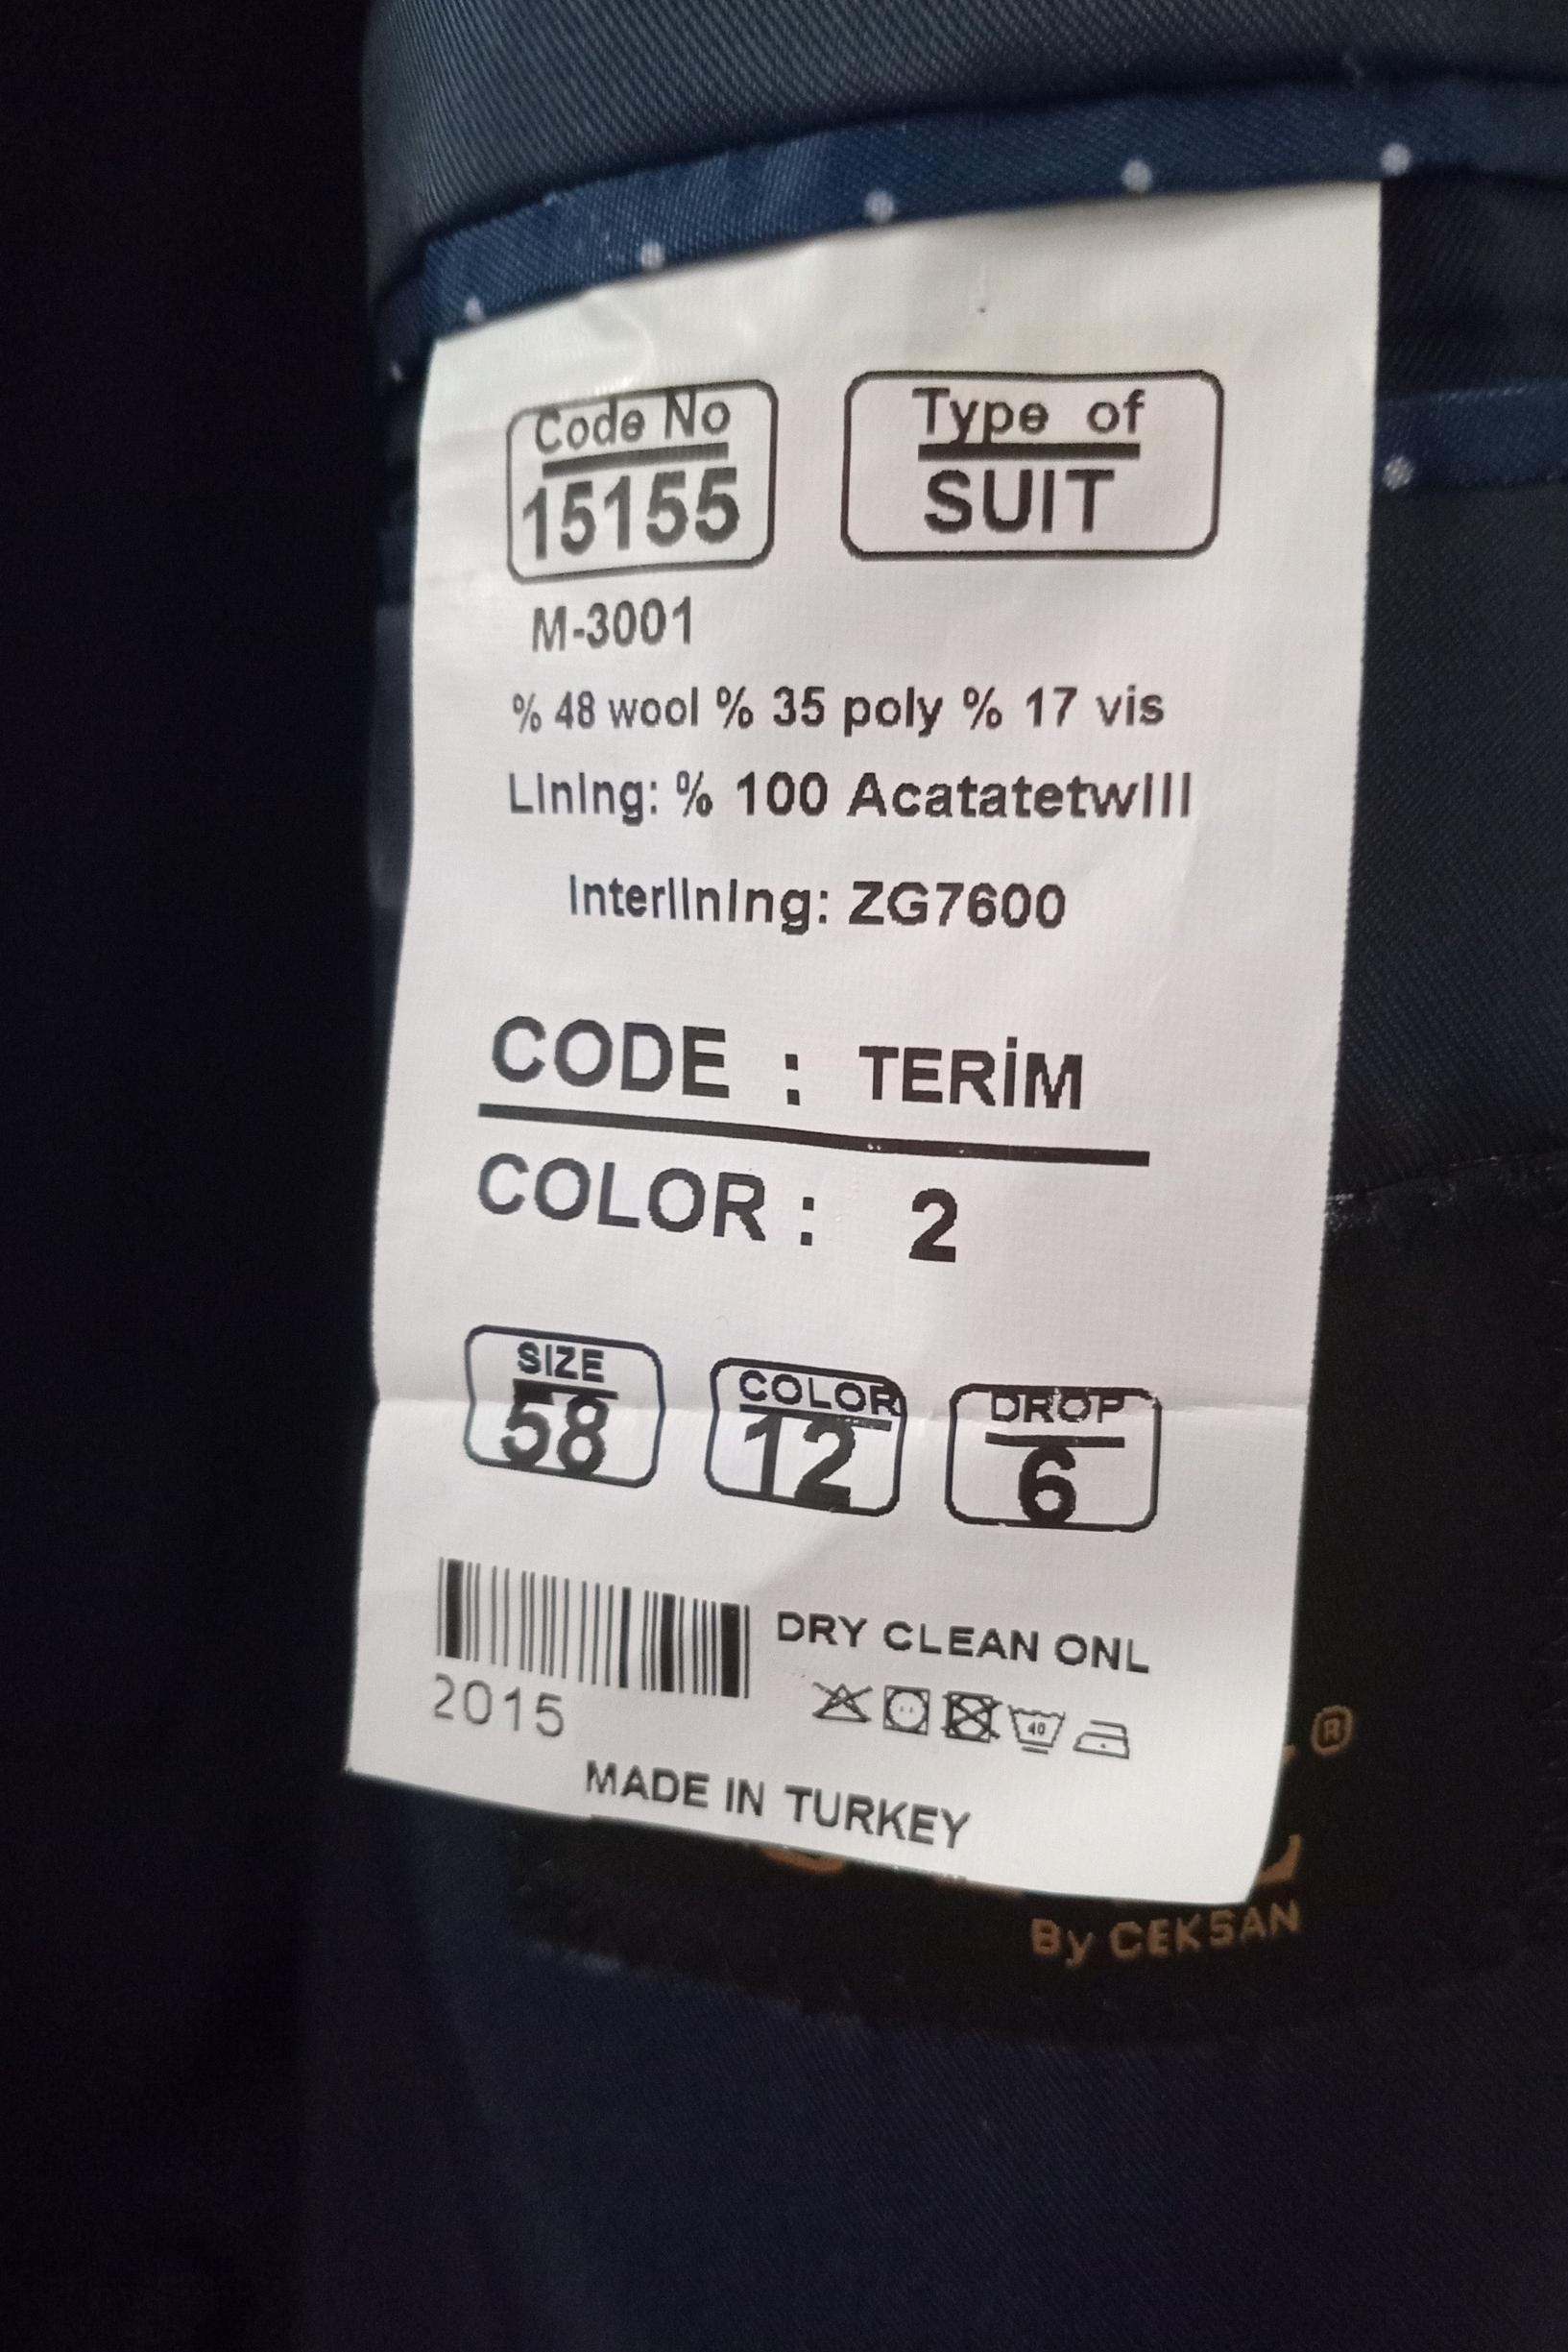 Code No
15155
Type of
SUIT
M-3001
% 48 wool % 35 poly % 17 vis
Lining: % 100 Acatatetwill
Interlining: ZG7600
CODE : TERİM
COLOR : 2
SIZE
58
COLOR
12
DROP
6
DRY CLEAN ONL
40
2015
MADE IN TURKEY
®
By CEKSAN